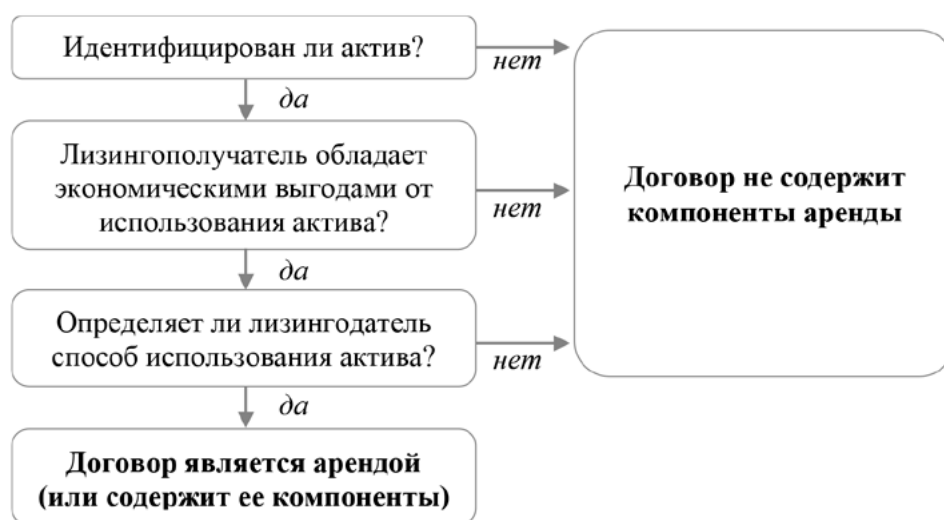 Идентифицирован ли актив?
нет
да
Лизингополучатель обладает
экономическими выгодами от
использования актива?
нет
да
Определяет ли лизингодатель
способ использования актива?
нет
да
Договор является арендой
(или содержит ее компоненты)
Договор не содержит
компоненты аренды